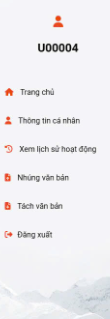 U00004
Trang chủ
Thông tin cá nhân
Xem lịch sử hoạt động
Nhúng văn bản
Tách văn bản
Đăng xuất